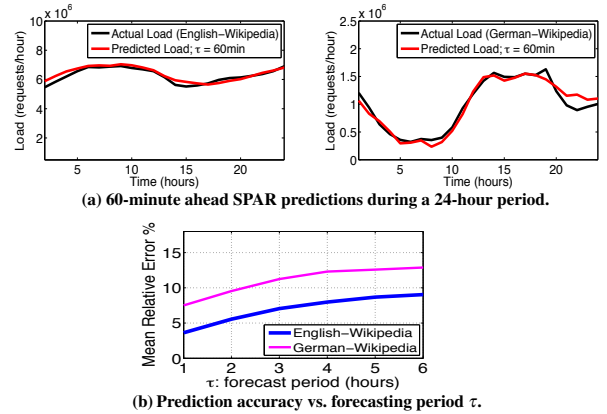 x 10^6
10
8
6
4
2
5 10 15 20
Load (requests/hour)
Time (hours)
Actual Load (English−Wikipedia)
Predicted Load; τ = 60min
x 10^6
2.5
2
1.5
1
0.5
0
5 10 15 20
Load (requests/hour)
Time (hours)
Actual Load (German−Wikipedia)
Predicted Load; τ = 60min
(a) 60-minute ahead SPAR predictions during a 24-hour period.
Mean Relative Error %
15
10
5
0
1 2 3 4 5 6
English−Wikipedia
German−Wikipedia
τ: forecast period (hours)
(b) Prediction accuracy vs. forecasting period τ.